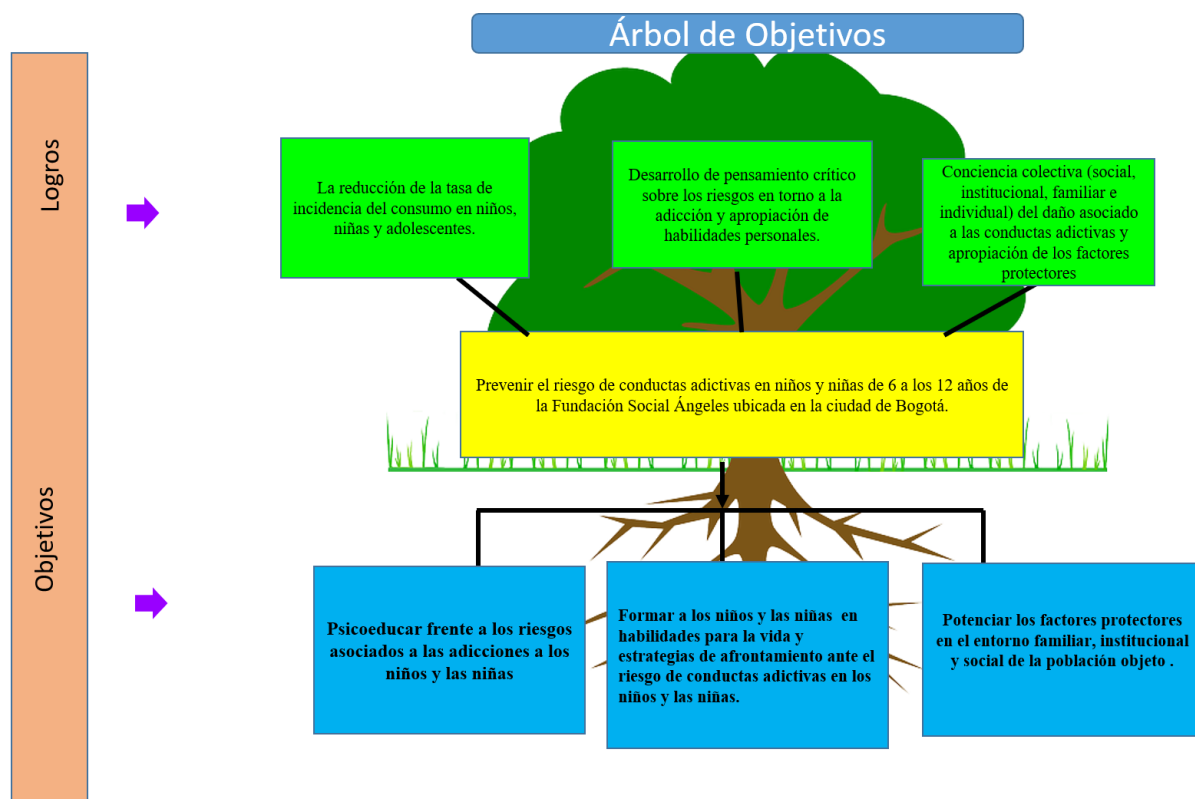 Árbol de Objetivos
Logros
La reducción de la tasa de
incidencia del consumo en niños,
niñas y adolescentes.
Desarrollo de pensamiento crítico
sobre los riesgos en torno a la
adicción y apropiación de
habilidades personales.
Conciencia colectiva (social,
institucional, familiar e
individual) del daño asociado
a las conductas adictivas y
apropiación de los factores
protectores
Prevenir el riesgo de conductas adictivas en niños y niñas de 6 a los 12 años de
la Fundación Social Ángeles ubicada en la ciudad de Bogotá.
Objetivos
Psicoeducar frente a los riesgos
asociados a las adicciones a los
niños y las niñas
Formar a los niños y las niñas en
habilidades para la vida y
estrategias de afrontamiento ante el
riesgo de conductas adictivas en los
niños y las niñas.
Potenciar los factores protectores
en el entorno familiar, institucional
y social de la población objeto .